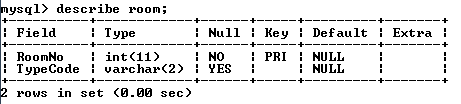 mysql> describe room;
+----------+------------+------+-----+---------+-------+
| Field    | Type       | Null | Key | Default | Extra |
+----------+------------+------+-----+---------+-------+
| RoomNo   | int(11)    | NO   | PRI | NULL    |       |
| TypeCode | varchar(2) | YES  |     | NULL    |       |
+----------+------------+------+-----+---------+-------+
2 rows in set (0.00 sec)